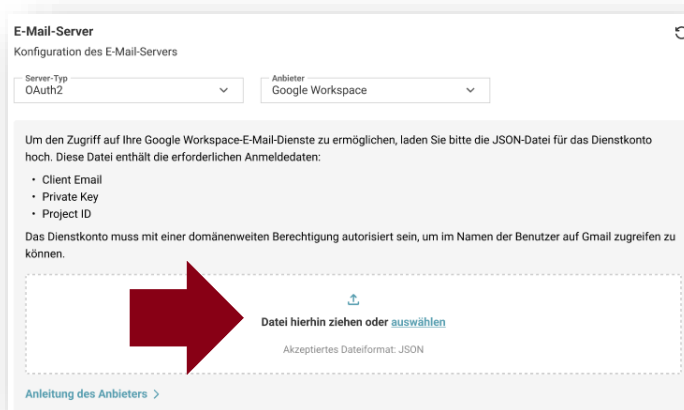 E-Mail-Server
Konfiguration des E-Mail-Servers
Server-Typ
OAuth2
Anbieter
Google Workspace
Um den Zugriff auf Ihre Google Workspace-E-Mail-Dienste zu ermöglichen, laden Sie bitte die JSON-Datei für das Dienstkonto
hoch. Diese Datei enthält die erforderlichen Anmeldedaten:
• Client Email
• Private Key
• Project ID
Das Dienstkonto muss mit einer domänenweiten Berechtigung autorisiert sein, um im Namen der Benutzer auf Gmail zugreifen zu
können.
Datei hierhin ziehen oder auswählen
Akzeptiertes Dateiformat: JSON
Anleitung des Anbieters >